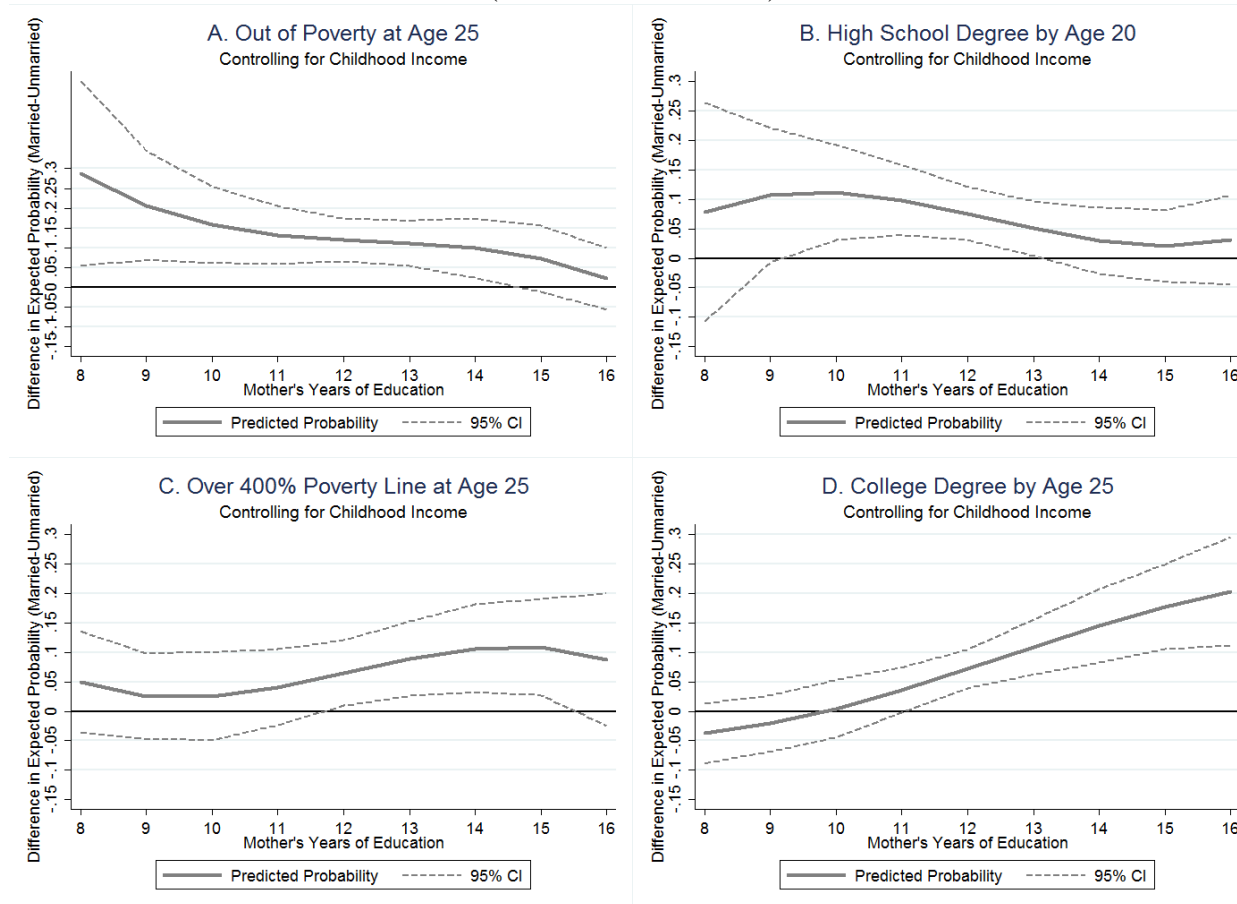 A. Out of Poverty at Age 25
Controlling for Childhood Income
Difference in Expected Probability (Married-Unmarried)
.3
.25
.2
.15
.1
.05
0
-.05
-.1
-.15
8 9 10 11 12 13 14 15 16
Mother's Years of Education
Predicted Probability 95% CI
B. High School Degree by Age 20
Controlling for Childhood Income
Difference in Expected Probability (Married-Unmarried)
.3
.25
.2
.15
.1
.05
0
-.05
-.1
-.15
8 9 10 11 12 13 14 15 16
Mother's Years of Education
Predicted Probability 95% CI
C. Over 400% Poverty Line at Age 25
Controlling for Childhood Income
Difference in Expected Probability (Married-Unmarried)
.3
.25
.2
.15
.1
.05
0
-.05
-.1
-.15
8 9 10 11 12 13 14 15 16
Mother's Years of Education
Predicted Probability 95% CI
D. College Degree by Age 25
Controlling for Childhood Income
Difference in Expected Probability (Married-Unmarried)
.3
.25
.2
.15
.1
.05
0
-.05
-.1
-.15
8 9 10 11 12 13 14 15 16
Mother's Years of Education
Predicted Probability 95% CI